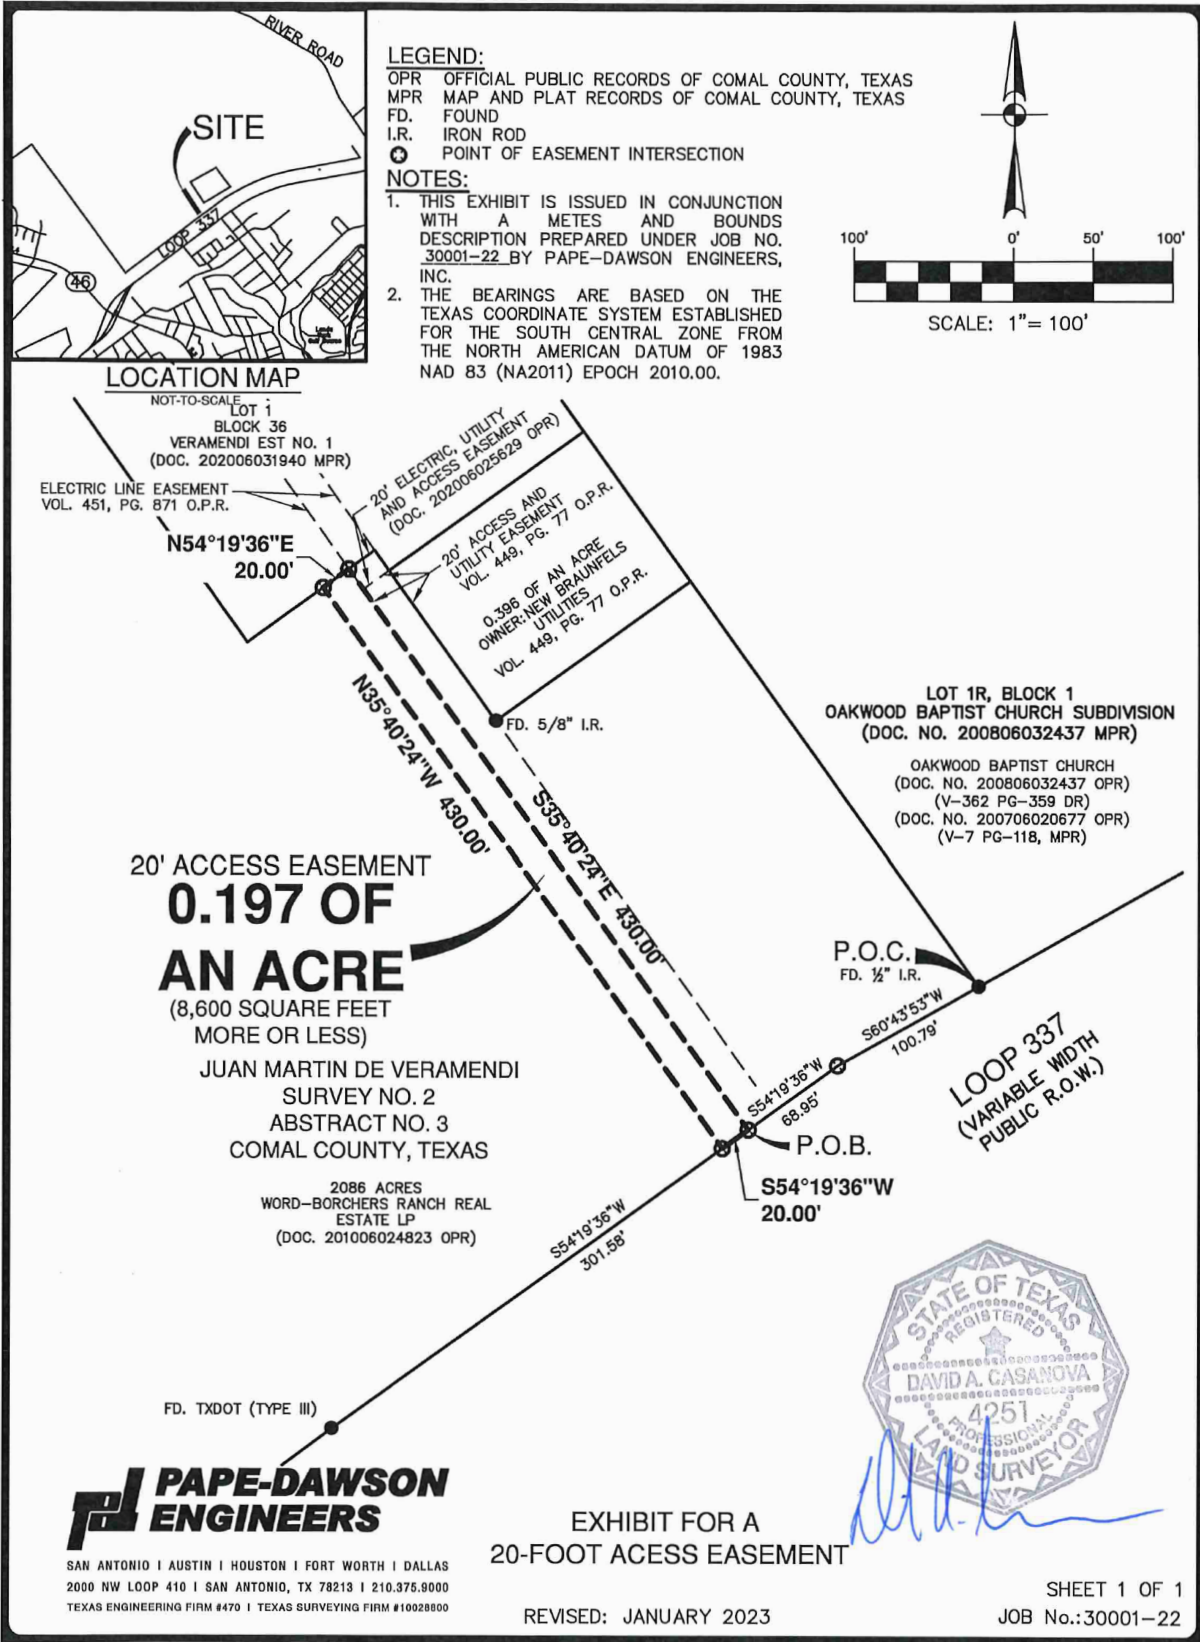 RIVER ROAD
SITE
LOOP 337
46
LOCATION MAP
NOT-TO-SCALE
LEGEND:
OPR OFFICIAL PUBLIC RECORDS OF COMAL COUNTY, TEXAS
MPR MAP AND PLAT RECORDS OF COMAL COUNTY, TEXAS
FD. FOUND
I.R. IRON ROD
POINT OF EASEMENT INTERSECTION
NOTES:
1. THIS EXHIBIT IS ISSUED IN CONJUNCTION
WITH A METES AND BOUNDS
DESCRIPTION PREPARED UNDER JOB NO.
30001-22 BY PAPE-DAWSON ENGINEERS,
INC.
2. THE BEARINGS ARE BASED ON THE
TEXAS COORDINATE SYSTEM ESTABLISHED
FOR THE SOUTH CENTRAL ZONE FROM
THE NORTH AMERICAN DATUM OF 1983
NAD 83 (NA2011) EPOCH 2010.00.
100' 0' 50' 100'
SCALE: 1"= 100'
LOT 1
BLOCK 36
VERAMENDI EST NO. 1
(DOC. 202006031940 MPR)
ELECTRIC LINE EASEMENT
VOL. 451, PG. 871 O.P.R.
N54°19'36"E
20.00'
20' ELECTRIC, UTILITY
AND ACCESS EASEMENT
(DOC. 202006025629 OPR)
20' ACCESS AND
UTILITY EASEMENT
VOL. 449, PG. 77 O.P.R.
0.396 OF AN ACRE
OWNER:NEW BRAUNFELS
UTILITIES
VOL. 449, PG. 77 O.P.R.
FD. 5/8" I.R.
N35°40'24"W 430.00'
S35°40'24"E 430.00'
LOT 1R, BLOCK 1
OAKWOOD BAPTIST CHURCH SUBDIVISION
(DOC. NO. 200806032437 MPR)
OAKWOOD BAPTIST CHURCH
(DOC. NO. 200806032437 OPR)
(V-362 PG-359 DR)
(DOC. NO. 200706020677 OPR)
(V-7 PG-118, MPR)
20' ACCESS EASEMENT
0.197 OF
AN ACRE
(8,600 SQUARE FEET
MORE OR LESS)
JUAN MARTIN DE VERAMENDI
SURVEY NO. 2
ABSTRACT NO. 3
COMAL COUNTY, TEXAS
2086 ACRES
WORD-BORCHERS RANCH REAL
ESTATE LP
(DOC. 201006024823 OPR)
P.O.C.
FD. ½" I.R.
S60°43'53"W
100.79'
S54°19'36"W
68.95'
LOOP 337
(VARIABLE WIDTH
PUBLIC R.O.W.)
P.O.B.
S54°19'36"W
20.00'
S54°19'36"W
301.58'
FD. TXDOT (TYPE III)
STATE OF TEXAS
REGISTERED
DAVID A. CASANOVA
4251
PROFESSIONAL
LAND SURVEYOR
PAPE-DAWSON
ENGINEERS
SAN ANTONIO I AUSTIN I HOUSTON I FORT WORTH I DALLAS
2000 NW LOOP 410 I SAN ANTONIO, TX 78213 I 210.375.9000
TEXAS ENGINEERING FIRM #470 I TEXAS SURVEYING FIRM #10028800
EXHIBIT FOR A
20-FOOT ACESS EASEMENT
REVISED: JANUARY 2023
SHEET 1 OF 1
JOB No.:30001-22